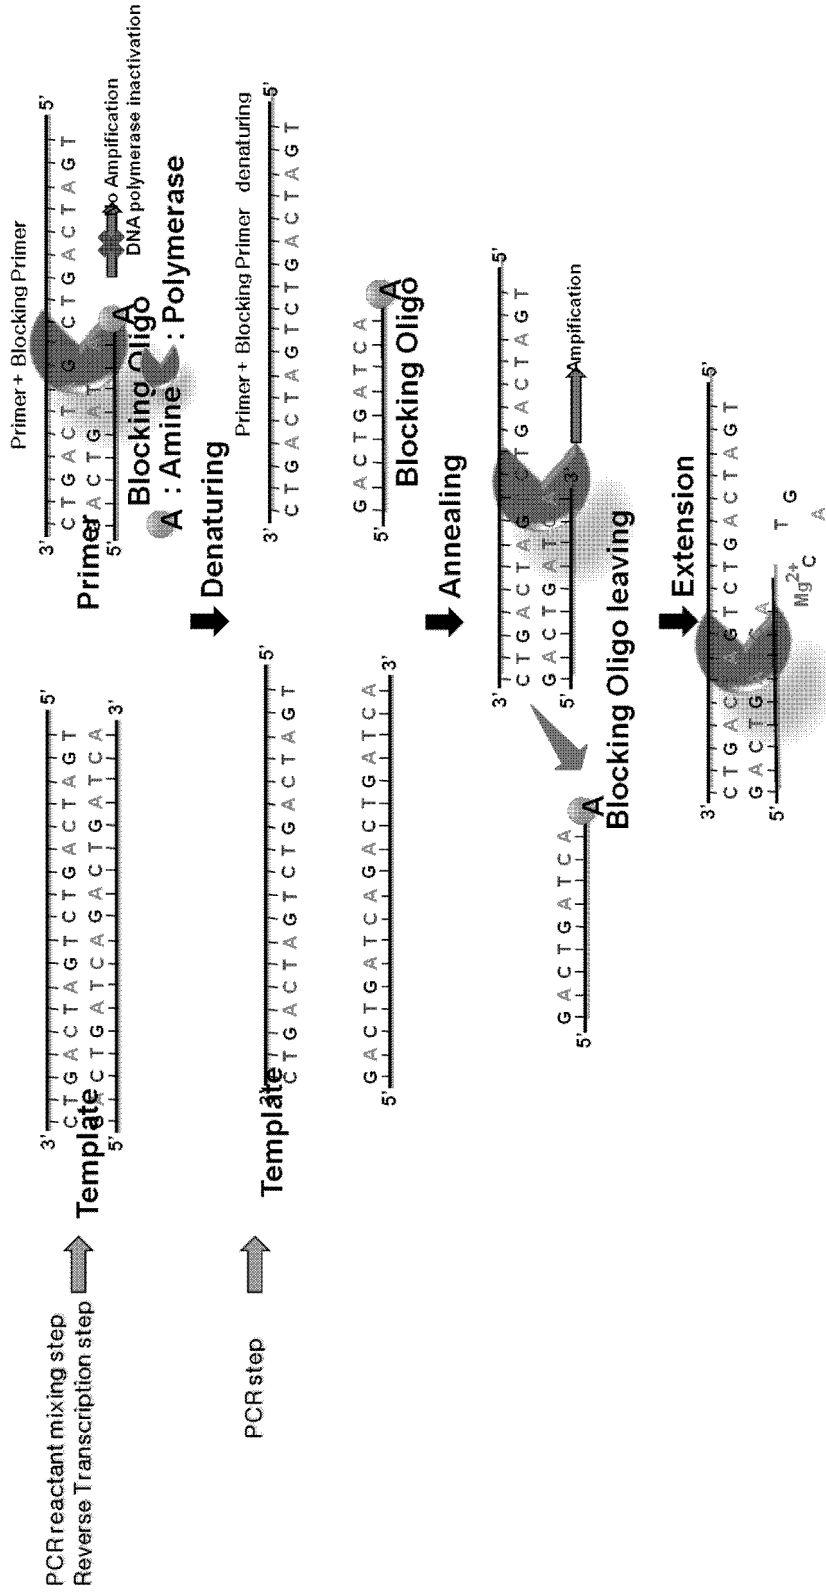 PCR reactant mixing step
Reverse Transcription step
3' 5'
C T G A C T A G T C T G A C T A G T
A C T G A T C A G A C T G A T C A
5' 3'
Template
Primer + Blocking Primer
3' 5'
C T G A C T G C T G A C T A G T
A C T G A T
5'
Primer
A
No Ampification
DNA polymerase inactivation
Blocking Oligo
A : Amine : Polymerase
Denaturing
PCR step
3' 5'
C T G A C T A G T C T G A C T A G T
Template
G A C T G A T C A G A C T G A T C A
5' 3'
Primer + Blocking Primer denaturing
3' 5'
C T G A C T A G T C T G A C T A G T
G A C T G A T C A
5' A
Blocking Oligo
Annealing
3' 5'
C T G A C T A G C T G A C T A G T
G A C T G A T C A
5' 3'
Ampification
G A C T G A T C A
5' A
Blocking Oligo leaving
Extension
3' 5'
C T G A C A G T C T G A C T A G T
G A C T G C A
5'
T G
Mg2+ C A